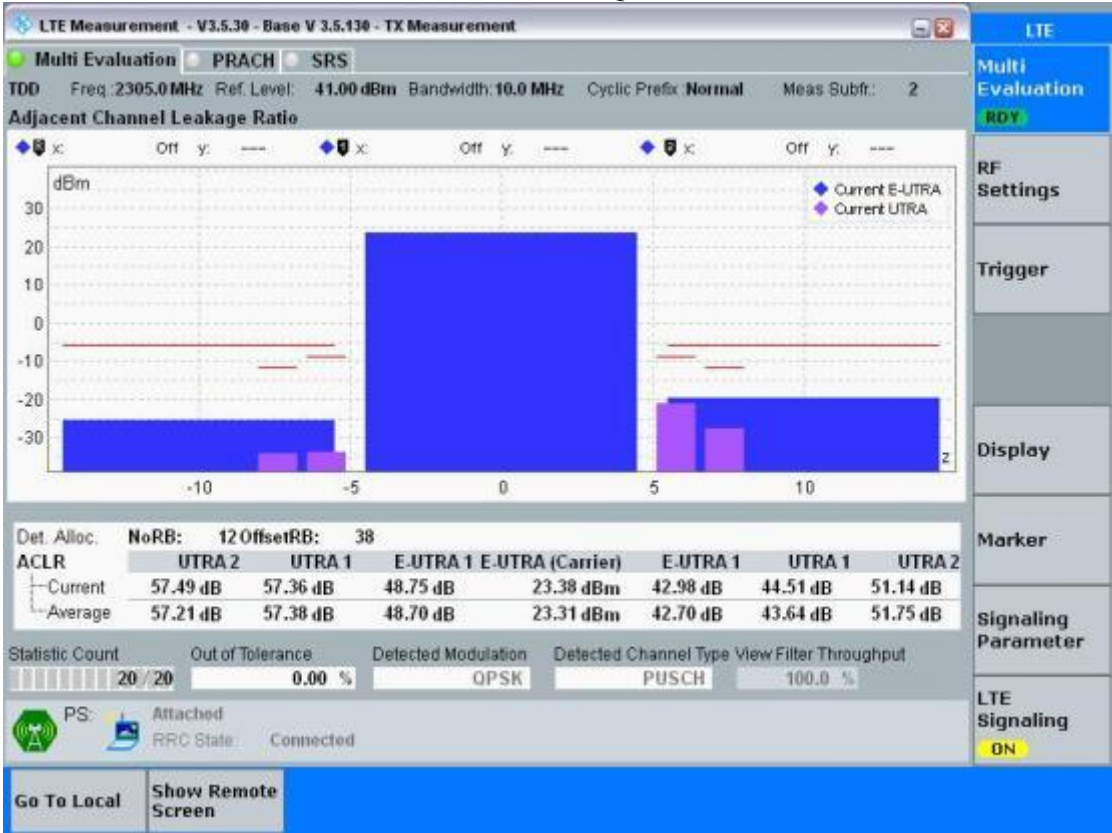 LTE Measurement - V3.5.30 - Base V 3.5.130 - TX Measurement
LTE
Multi Evaluation PRACH SRS
Multi Evaluation
RDY
TDD Freq.:2305.0 MHz Ref. Level: 41.00 dBm Bandwidth: 10.0 MHz Cyclic Prefix: Normal Meas Subfr.: 2
Adjacent Channel Leakage Ratio
x: Off y: --- x: Off y: --- x: Off y: ---
dBm
Current E-UTRA
Current UTRA
30
20
10
0
-10
-20
-30
z
-10 -5 0 5 10
RF Settings
Trigger
Display
Marker
Signaling Parameter
LTE Signaling
ON
Det. Alloc. NoRB: 12 OffsetRB: 38
ACLR UTRA 2 UTRA 1 E-UTRA 1 E-UTRA (Carrier) E-UTRA 1 UTRA 1 UTRA 2
Current 57.49 dB 57.36 dB 48.75 dB 23.38 dBm 42.98 dB 44.51 dB 51.14 dB
Average 57.21 dB 57.38 dB 48.70 dB 23.31 dBm 42.70 dB 43.64 dB 51.75 dB
Statistic Count Out of Tolerance Detected Modulation Detected Channel Type View Filter Throughput
20 / 20 0.00 % QPSK PUSCH 100.0 %
PS: Attached
RRC State: Connected
Go To Local
Show Remote Screen